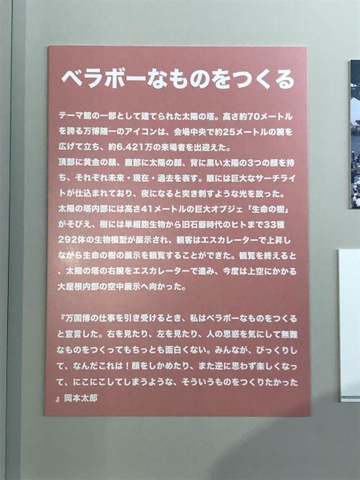 ベラボーなものをつくる
テーマ館の一部として建てられた太陽の塔。高さ約70メートル
を誇る万博随一のアイコンは、会場中央で約25メートルの腕を
広げて立ち、約6,421万の来場者を出迎えた。
頂部に黄金の顔、腹部に太陽の顔、背に黒い太陽の3つの顔を持
ち、それぞれ未来・現在・過去を表す。眼には巨大なサーチライ
トが仕込まれており、夜になると突き刺すような光を放った。
太陽の塔内部には高さ41メートルの巨大オブジェ「生命の樹」
がそびえ、樹には単細胞生物から旧石器時代のヒトまで33種
292体の生物模型が展示され、観客はエスカレーターで上昇し
ながら生命の樹の展示を観覧することができた。観覧を終えると
、太陽の塔の右腕をエスカレーターで進み、今度は上空にかかる
大屋根内部の空中展示へ向かった。
『万国博の仕事を引き受けるとき、私はベラボーなものをつくる
と宣言した。右を見たり、左を見たり、人の思惑を気にして無難
なものをつくってもちっとも面白くない。みんなが、びっくりし
て、なんだこれは！顔をしかめたり、また逆に思わず楽しくなっ
て、にこにこしてしまうような、そういうものをつくりたかった
』岡本太郎